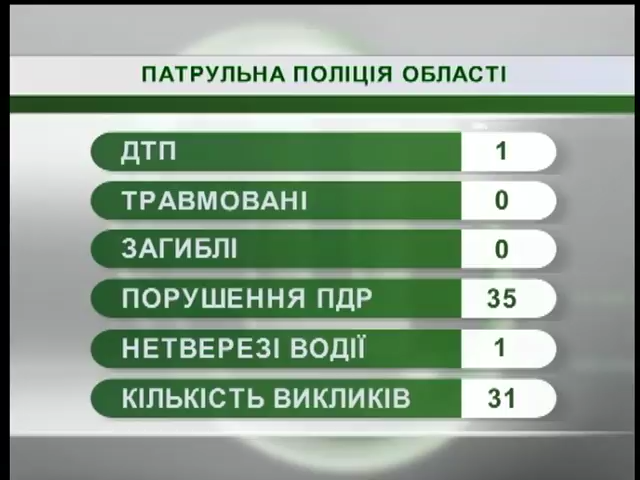 ПАТРУЛЬНА ПОЛІЦІЯ ОБЛАСТІ
ДТП 1
ТРАВМОВАНІ 0
ЗАГИБЛІ 0
ПОРУШЕННЯ ПДР 35
НЕТВЕРЕЗІ ВОДІЇ 1
КІЛЬКІСТЬ ВИКЛИКІВ 31